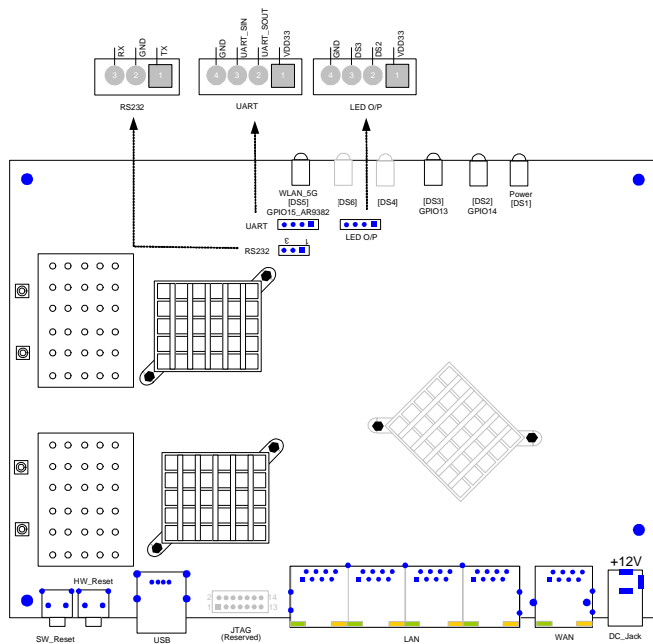 RX
GND
TX
GND
UART_SIN
UART_SOUT
VDD33
GND
DS3
DS2
VDD33
3 2 1
4 3 2 1
4 3 2 1
RS232
UART
LED O/P
WLAN_5G
[DS5]
GPIO15_AR9382
[DS6]
[DS4]
[DS3]
GPIO13
[DS2]
GPIO14
Power
[DS1]
UART
LED O/P
RS232
3 1
+12V
HW_Reset
2 14
1 13
SW_Reset
USB
JTAG
(Reserved)
LAN
WAN
DC_Jack